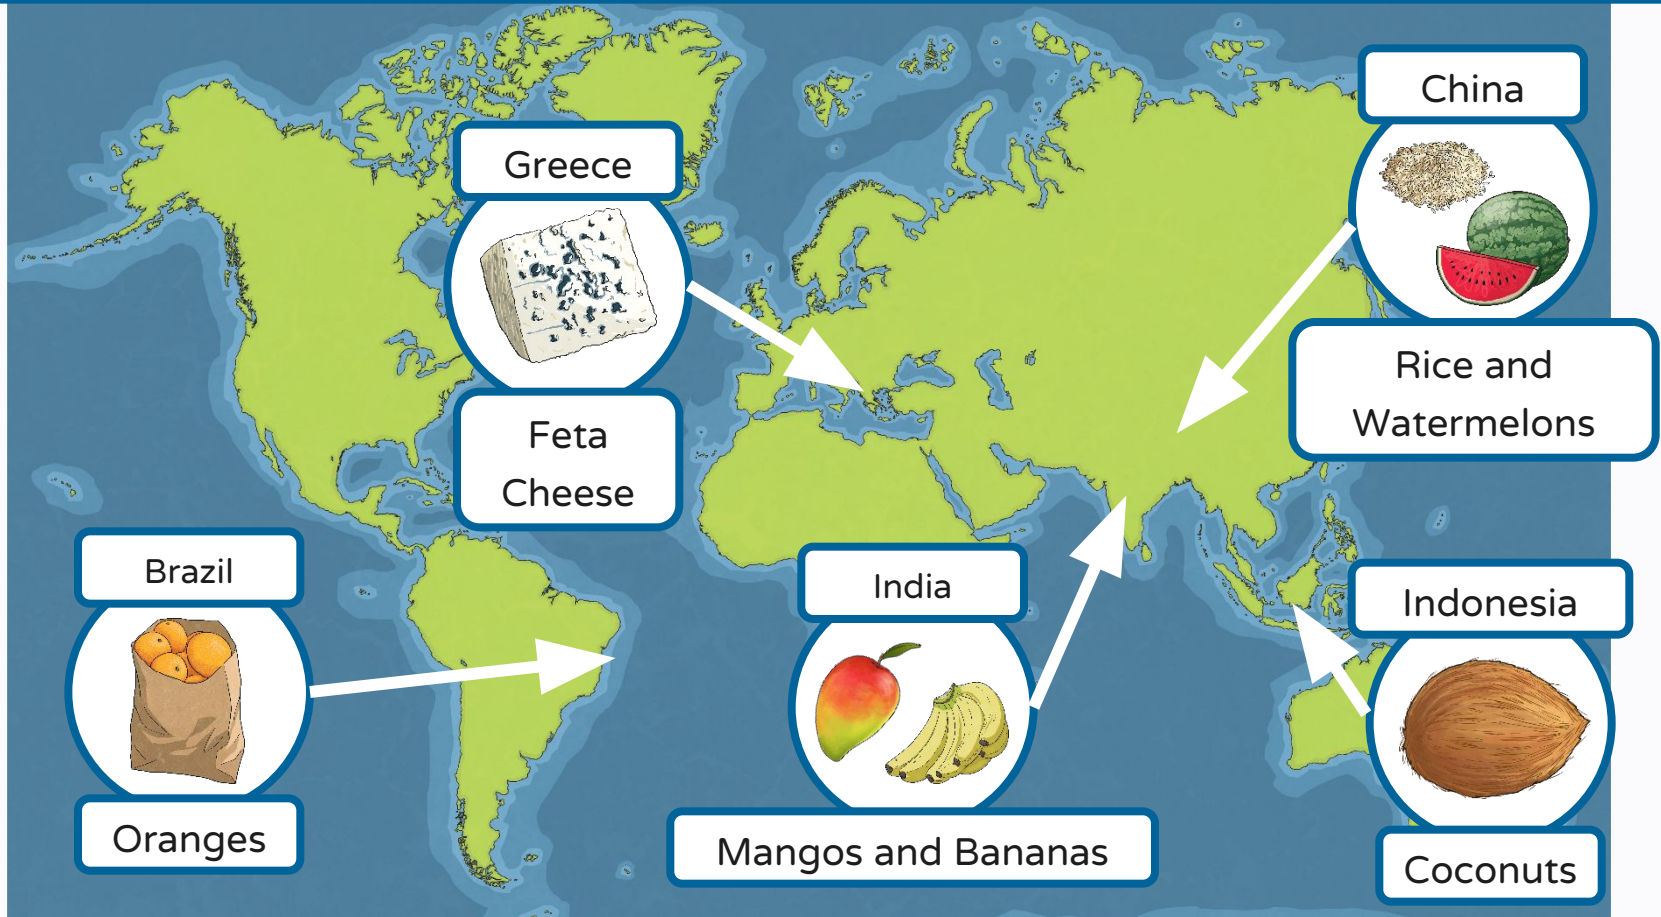 China
Greece
Rice and
Watermelons
Feta
Cheese
Brazil
India
Indonesia
Oranges
Mangos and Bananas
Coconuts